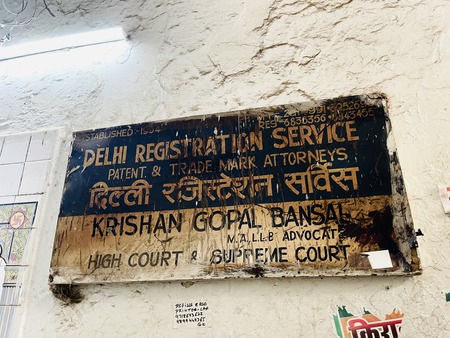 ESTABLISHED - 1954
DELHI REGISTRATION SERVICE
PATENT & TRADE MARK ATTORNEYS
दिल्ली रजिस्टेशन सर्विस
KRISHAN GOPAL BANSAL
M.A., LL.B ADVOCATE
HIGH COURT & SUPREME COURT